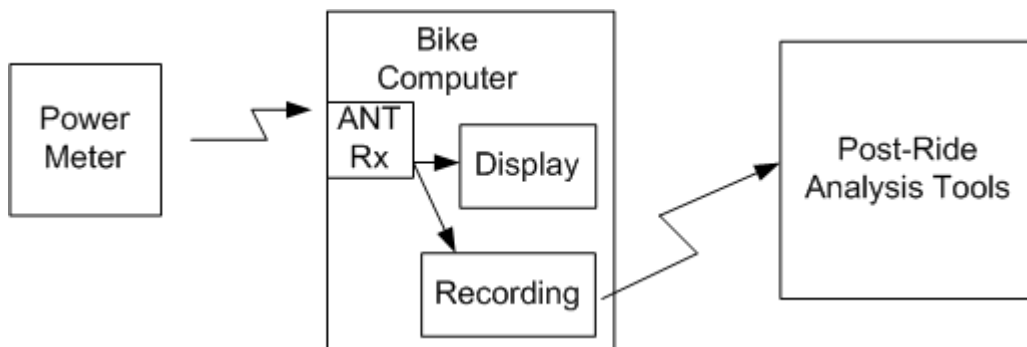 Power
Meter
Bike
Computer
ANT
Rx
Display
Recording
Post-Ride
Analysis Tools